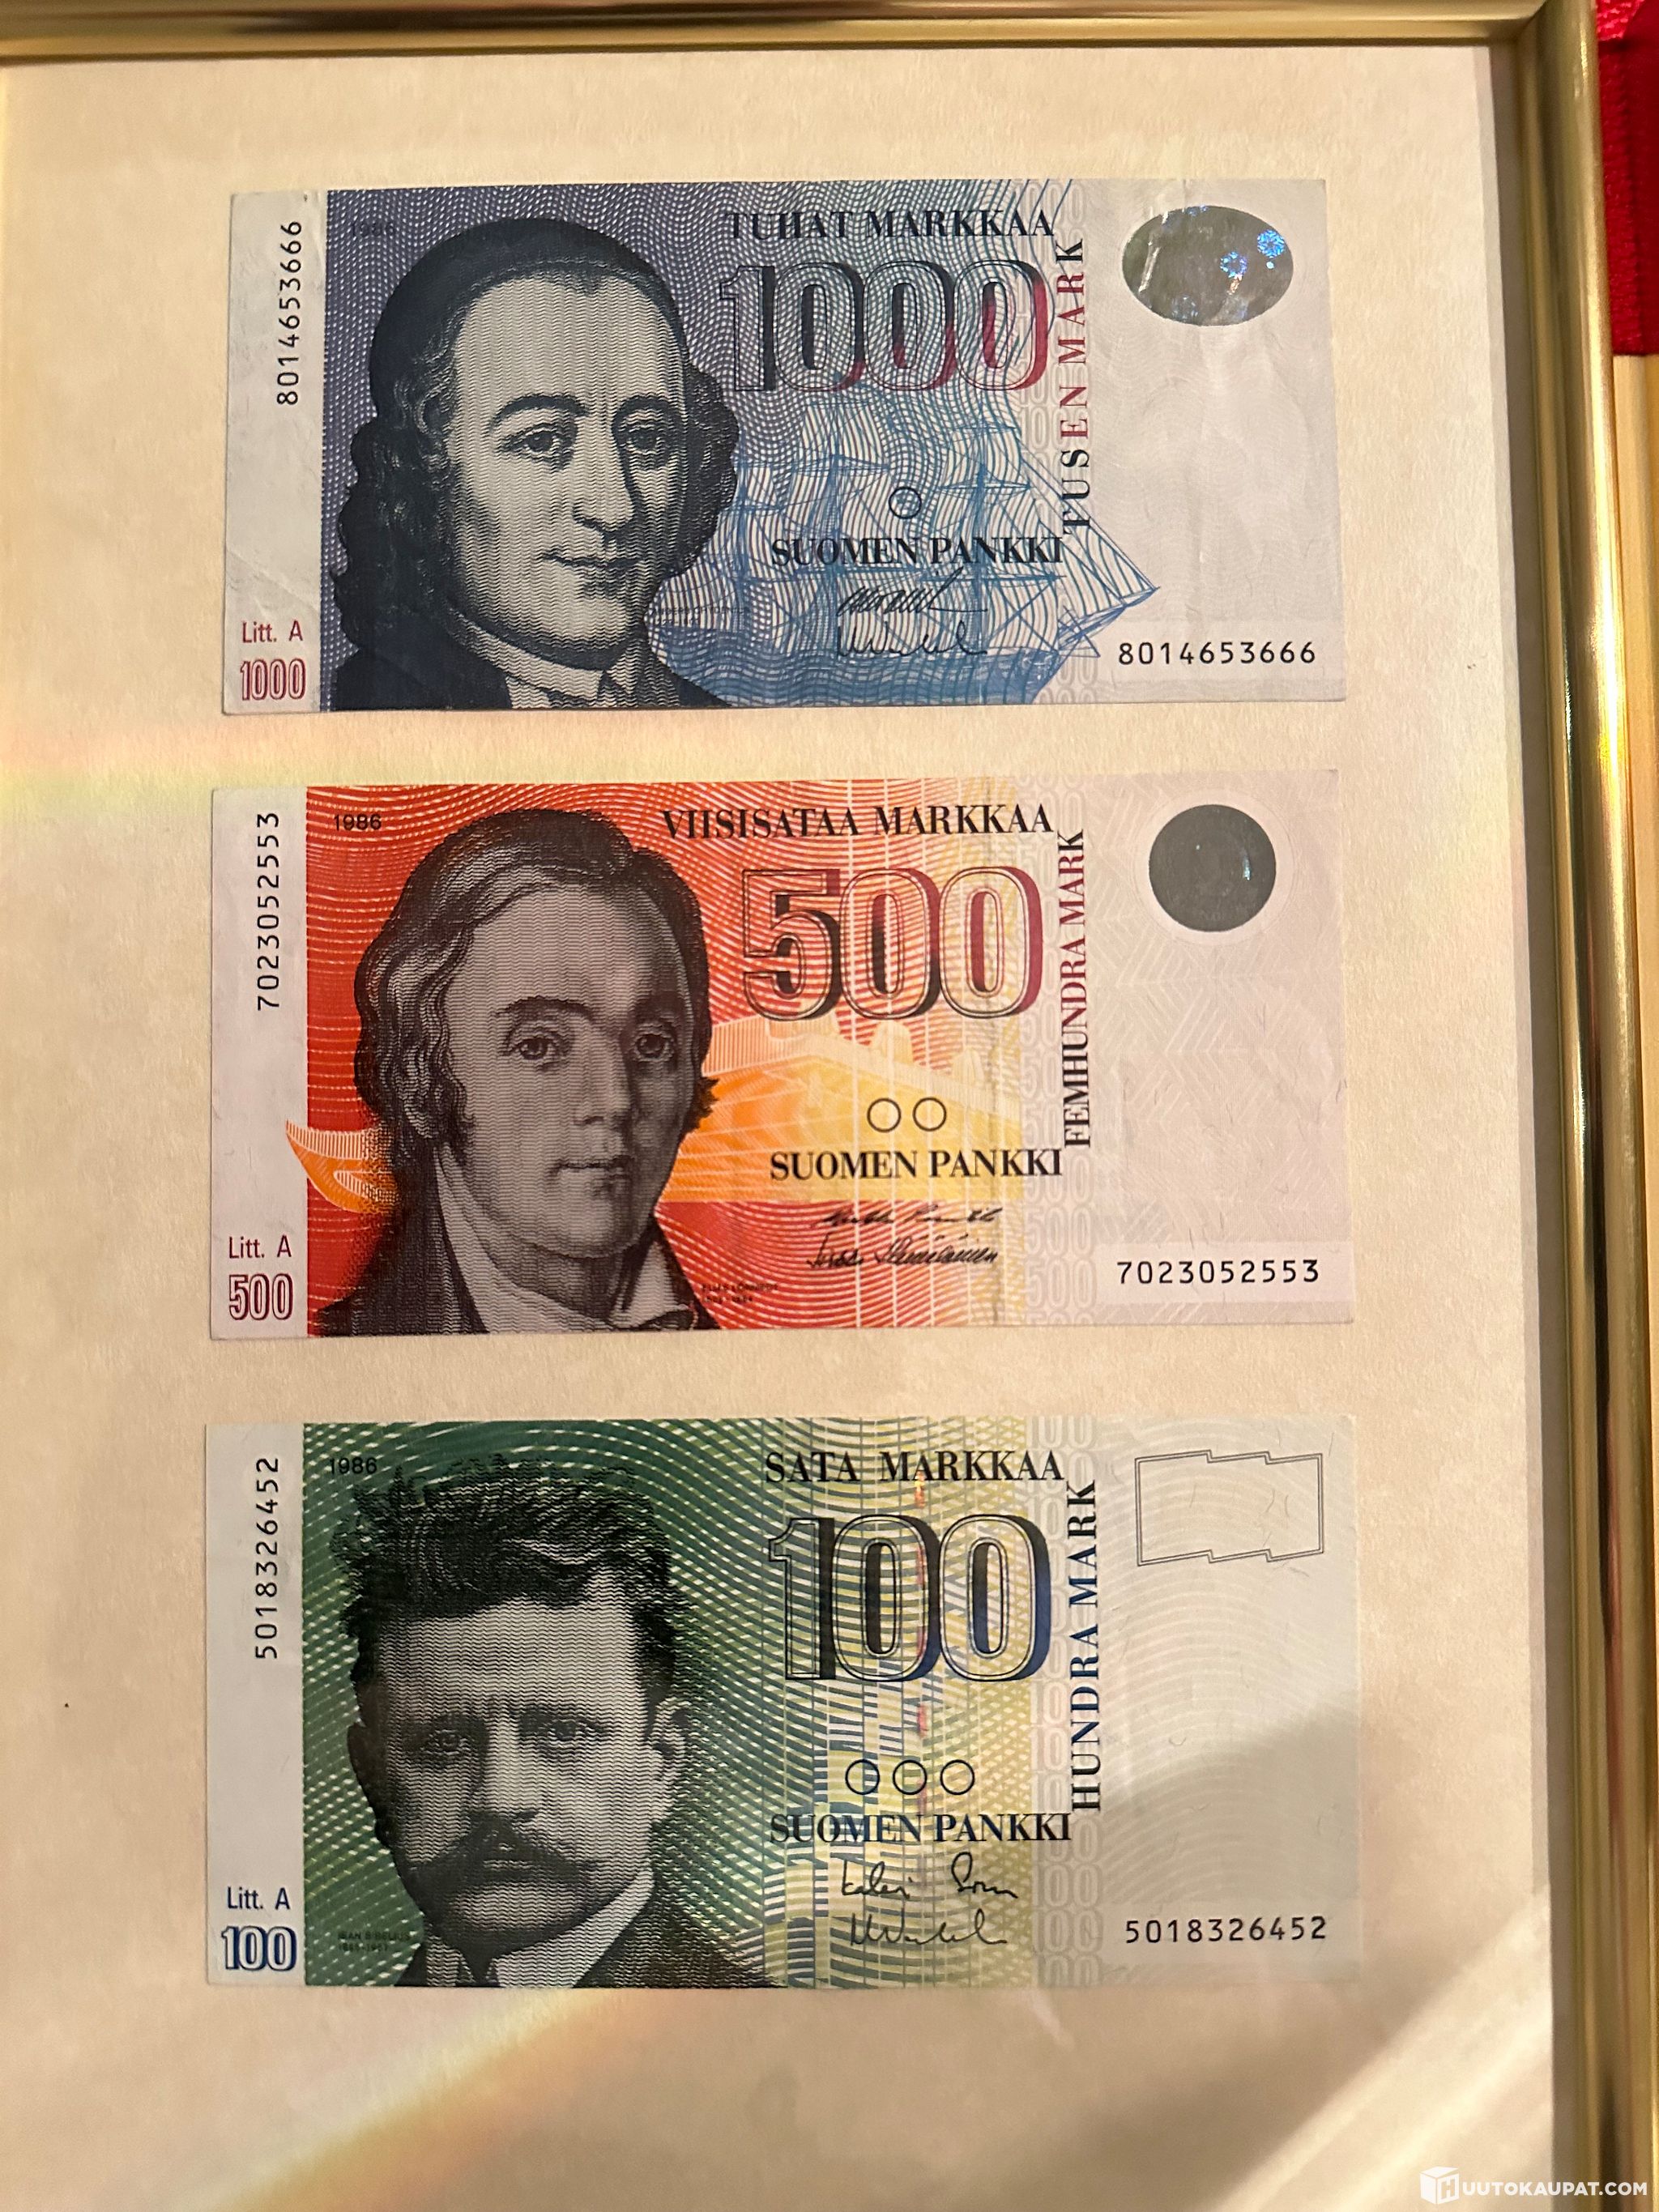 1986
TUHAT MARKKAA
1000
TUSEN MARK
8014653666
SUOMEN PANKKI
8014653666
Litt. A
1000
1986
VIISISATAA MARKKAA
500
FEMHUNDRA MARK
7023052553
SUOMEN PANKKI
7023052553
Litt. A
500
1986
SATA MARKKAA
100
HUNDRA MARK
5018326452
SUOMEN PANKKI
5018326452
Litt. A
100
JEAN SIBELIUS
HUUTOKAUPAT.COM